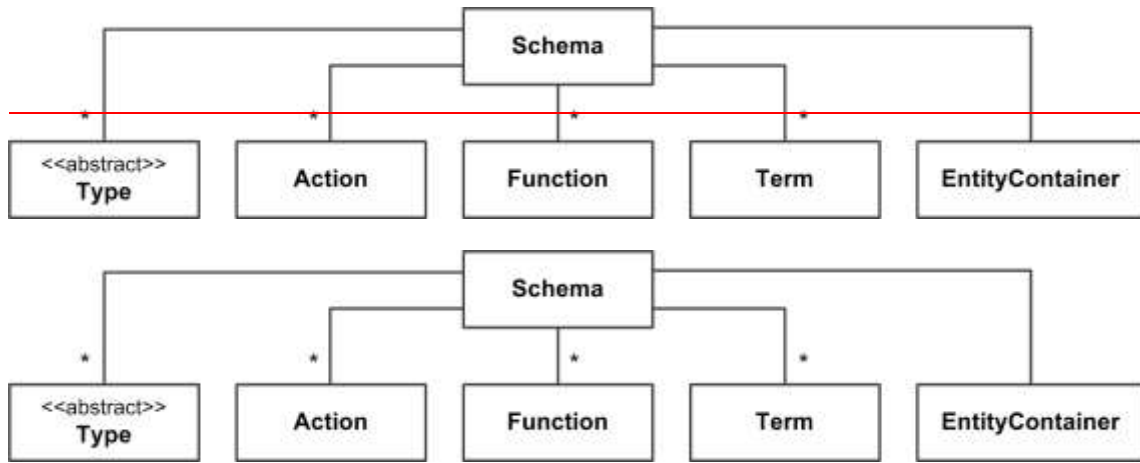 Schema
* * * *
<<abstract>>
Type Action Function Term EntityContainer
Schema
* * * *
<<abstract>>
Type Action Function Term EntityContainer